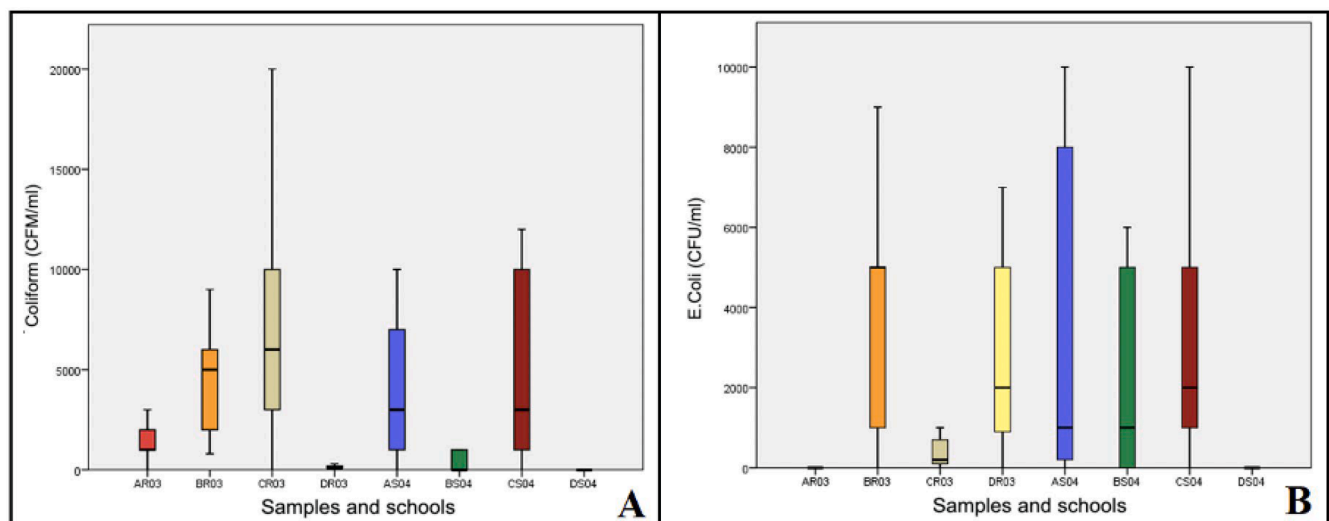 20000
15000
10000
5000
0
Coliform (CFM/ml)
AR03 BR03 CR03 DR03 AS04 BS04 CS04 DS04
Samples and schools
A
10000
8000
6000
4000
2000
0
E.Coli (CFU/ml)
AR03 BR03 CR03 DR03 AS04 BS04 CS04 DS04
Samples and schools
B